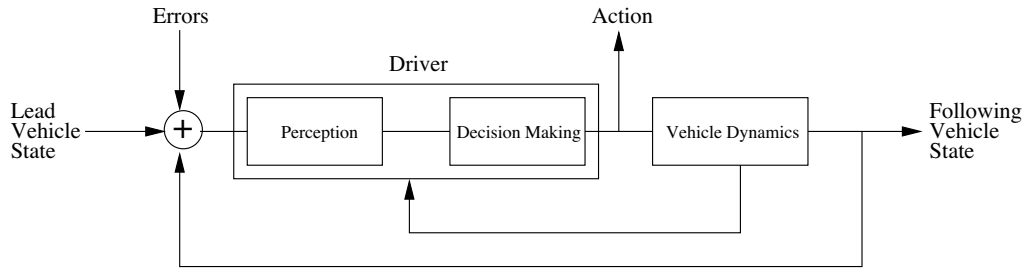 Errors
Action
Driver
Lead
Vehicle
State
+
Perception
Decision Making
Vehicle Dynamics
Following
Vehicle
State